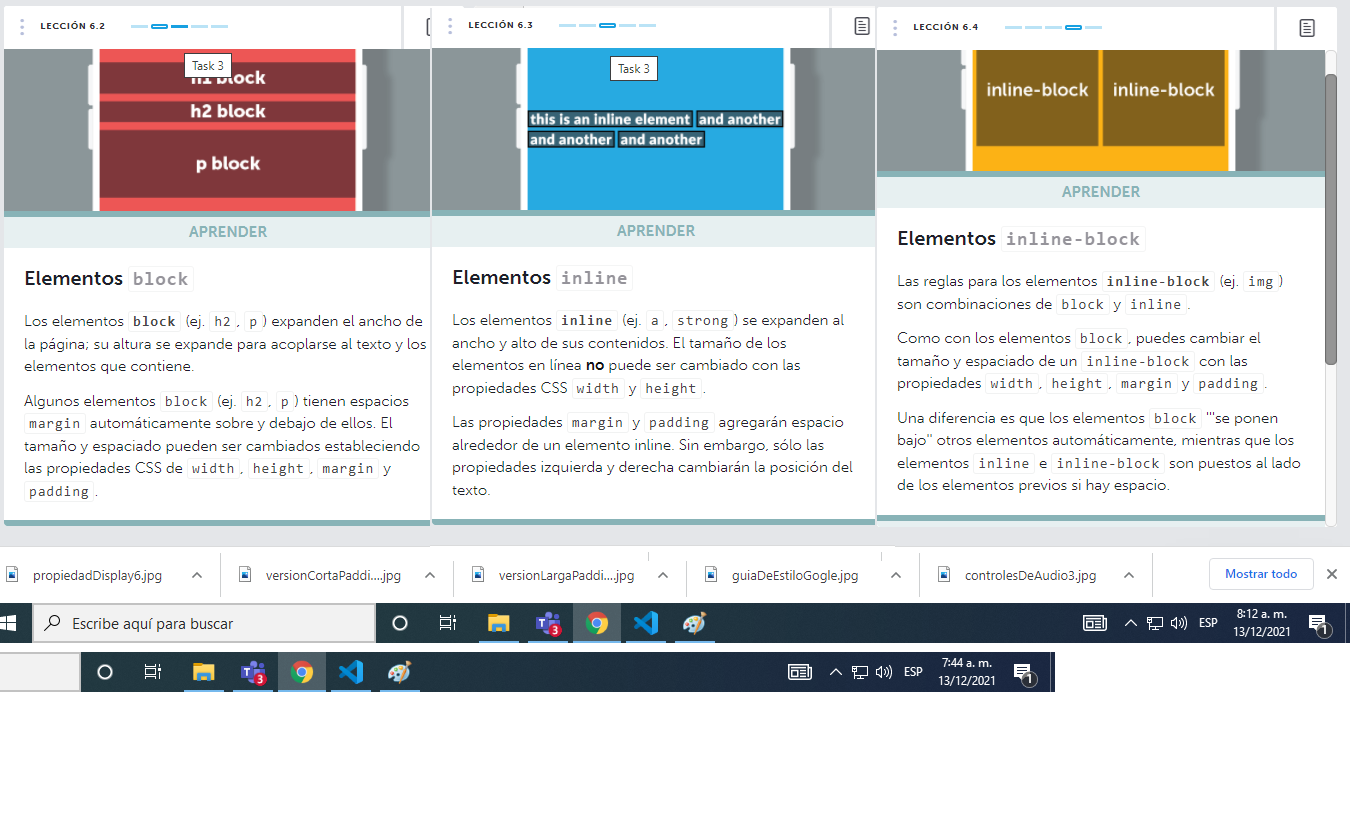 LECCIÓN 6.2
Task 3
h1 block
h2 block
p block
APRENDER
Elementos block
Los elementos block (ej. h2, p) expanden el ancho de
la página; su altura se expande para acoplarse al texto y los
elementos que contiene.
Algunos elementos block (ej. h2, p) tienen espacios
margin automáticamente sobre y debajo de ellos. El
tamaño y espaciado pueden ser cambiados estableciendo
las propiedades CSS de width, height, margin y
padding.
LECCIÓN 6.3
Task 3
this is an inline element and another
and another and another
APRENDER
Elementos inline
Los elementos inline (ej. a, strong) se expanden al
ancho y alto de sus contenidos. El tamaño de los
elementos en línea no puede ser cambiado con las
propiedades CSS width y height.
Las propiedades margin y padding agregarán espacio
alrededor de un elemento inline. Sin embargo, sólo las
propiedades izquierda y derecha cambiarán la posición del
texto.
LECCIÓN 6.4
inline-block inline-block
APRENDER
Elementos inline-block
Las reglas para los elementos inline-block (ej. img)
son combinaciones de block y inline.
Como con los elementos block, puedes cambiar el
tamaño y espaciado de un inline-block con las
propiedades width, height, margin y padding.
Una diferencia es que los elementos block '"se ponen
bajo" otros elementos automáticamente, mientras que los
elementos inline e inline-block son puestos al lado
de los elementos previos si hay espacio.
propiedadDisplay6.jpg versionCortaPaddi....jpg versionLargaPaddi....jpg guiaDeEstiloGogle.jpg controlesDeAudio3.jpg Mostrar todo
Escribe aquí para buscar
T 3
ESP
8:12 a. m.
13/12/2021
1
T 3
ESP
7:44 a. m.
13/12/2021
1